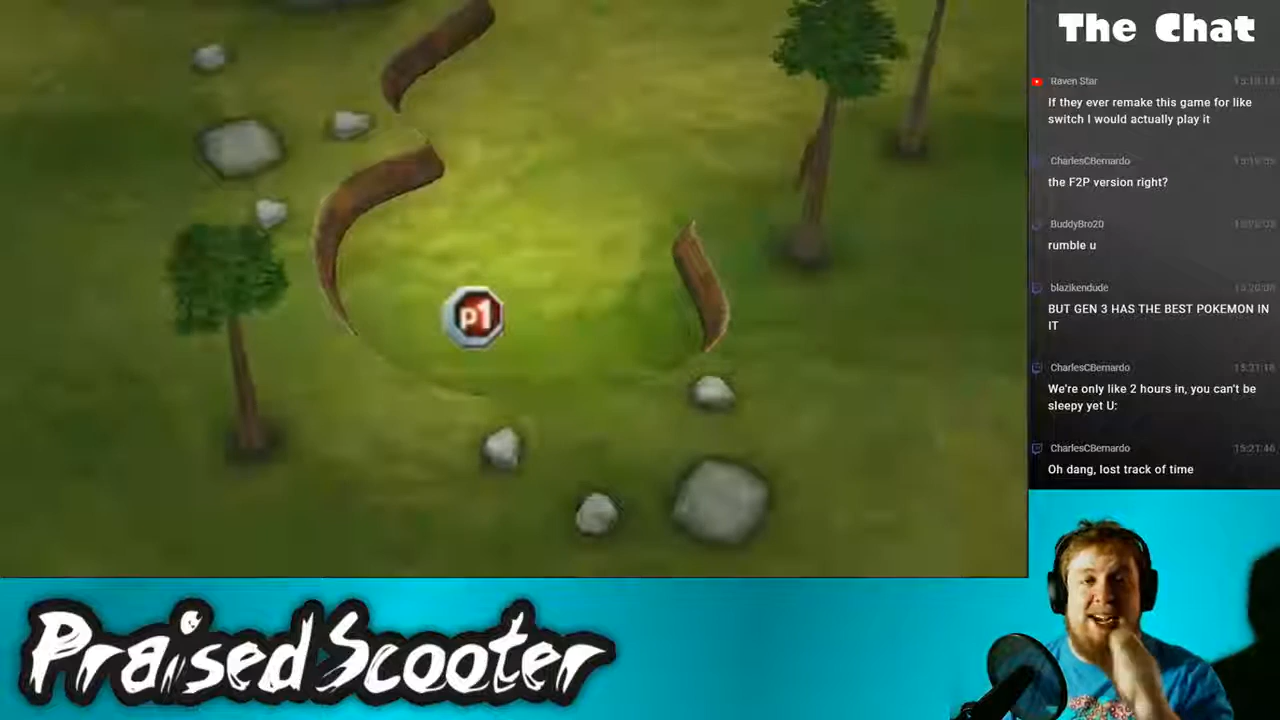 The Chat
Raven Star
If they ever remake this game for like
switch I would actually play it
CharlesCBernardo
the F2P version right?
BuddyBro20
rumble u
blazikendude
BUT GEN 3 HAS THE BEST POKEMON IN
IT
CharlesCBernardo
We're only like 2 hours in, you can't be
sleepy yet U:
CharlesCBernardo
Oh dang, lost track of time
p1
Praised Scooter